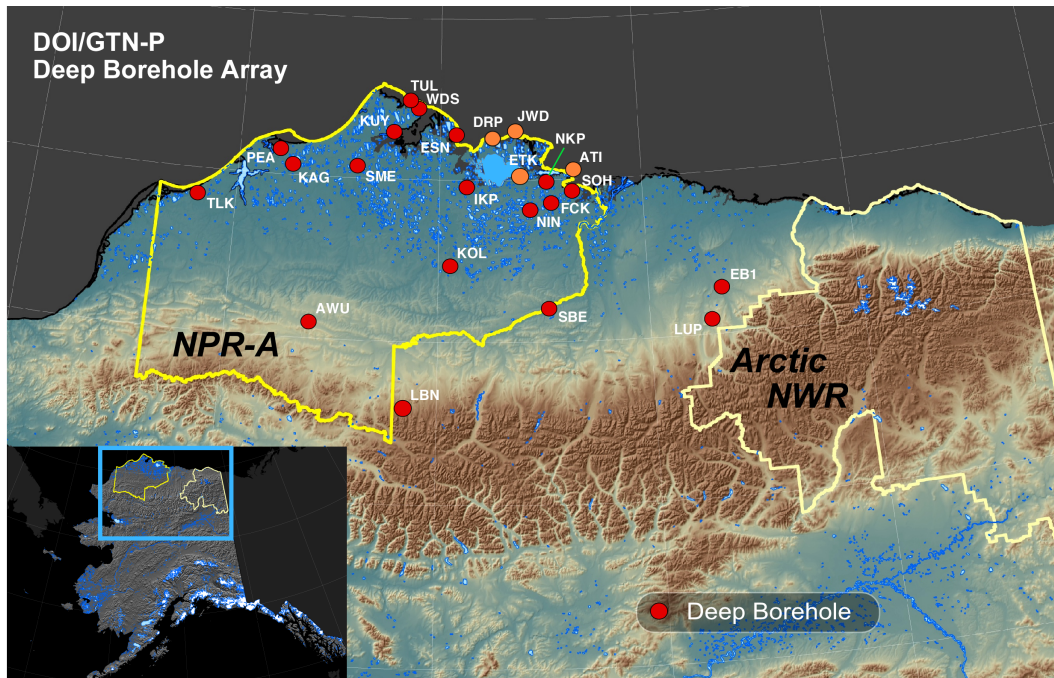 DOI/GTN-P
Deep Borehole Array
TUL
WDS
KUY
DRP
JWD
ESN
NKP
PEA
ETK
ATI
KAG
SME
SOH
TLK
IKP
FCK
NIN
KOL
EB1
AWU
SBE
LUP
NPR-A
Arctic
NWR
LBN
Deep Borehole